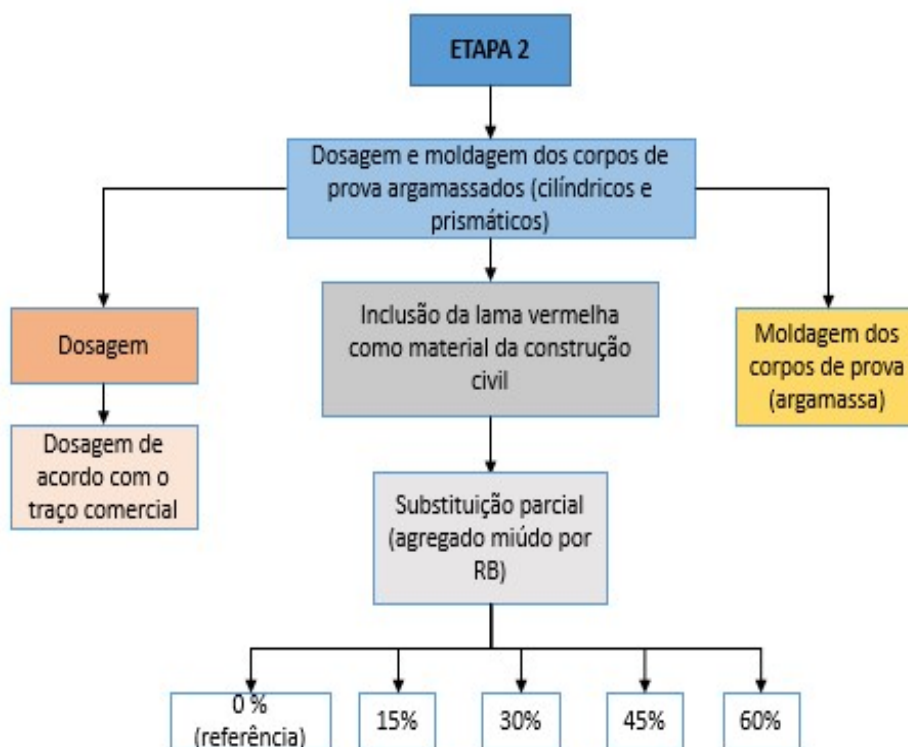 ETAPA 2
Dosagem e moldagem dos corpos de
prova argamassados (cilíndricos e
prismáticos)
Dosagem
Inclusão da lama vermelha
como material da construção
civil
Moldagem dos
corpos de prova
(argamassa)
Dosagem de
acordo com o
traço comercial
Substituição parcial
(agregado miúdo por
RB)
0 %
(referência)
15%
30%
45%
60%